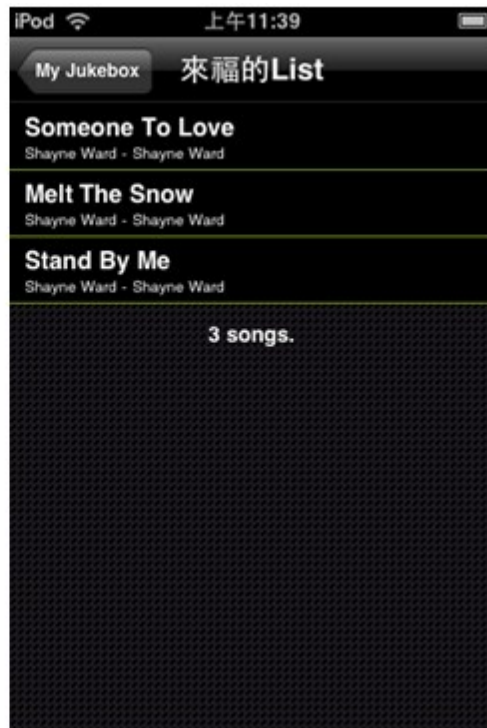 iPod 上午11:39
My Jukebox 來福的List
Someone To Love
Shayne Ward - Shayne Ward
Melt The Snow
Shayne Ward - Shayne Ward
Stand By Me
Shayne Ward - Shayne Ward
3 songs.